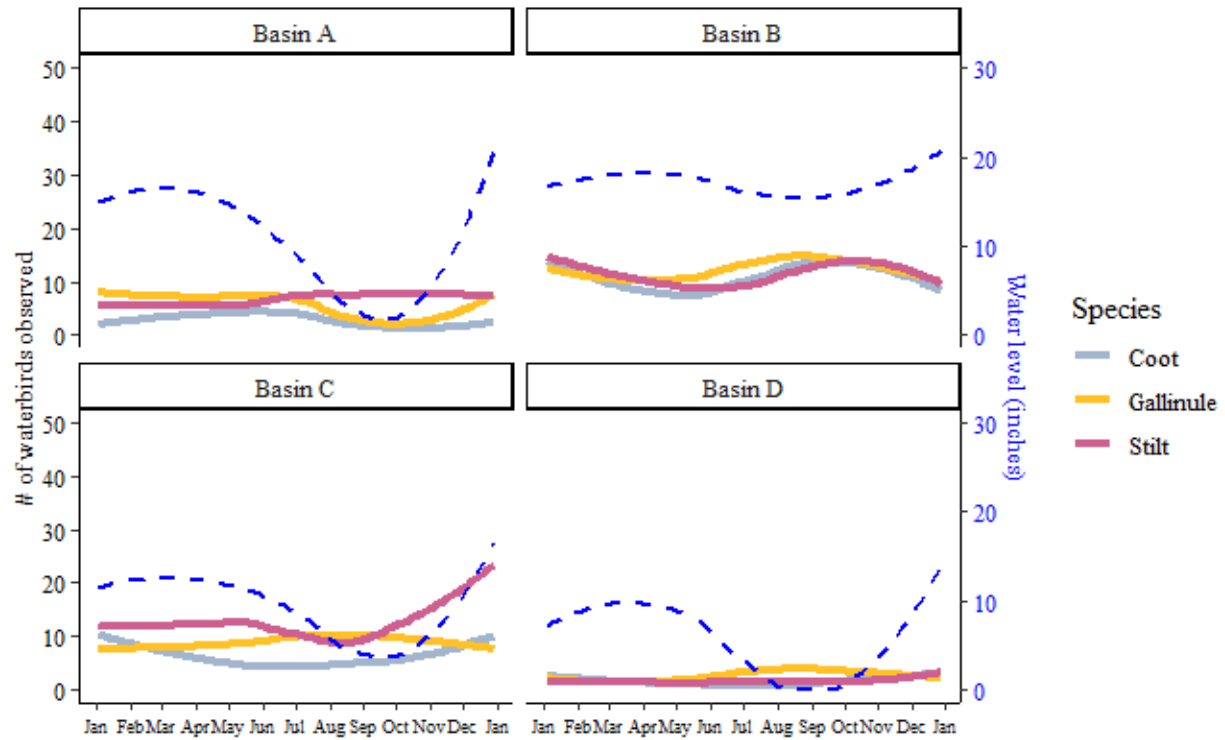 Basin A
Basin B
50
40
30
20
10
0
30
20
10
0
# of waterbirds observed
Water level (inches)
Species
Coot
Gallinule
Stilt
Basin C
Basin D
50
40
30
20
10
0
30
20
10
0
Jan Feb Mar Apr May Jun Jul Aug Sep Oct Nov Dec Jan
Jan Feb Mar Apr May Jun Jul Aug Sep Oct Nov Dec Jan